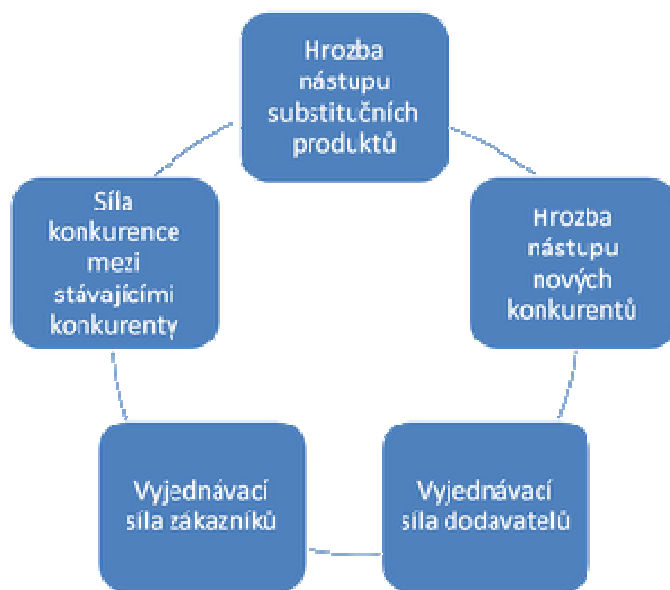 Hrozba
nástupu
substitučních
produktů
Síla
konkurence
mezi
stávajícími
konkurenty
Hrozba
nástupu
nových
konkurentů
Vyjednávací
síla zákazníků
Vyjednávací
síla dodavatelů